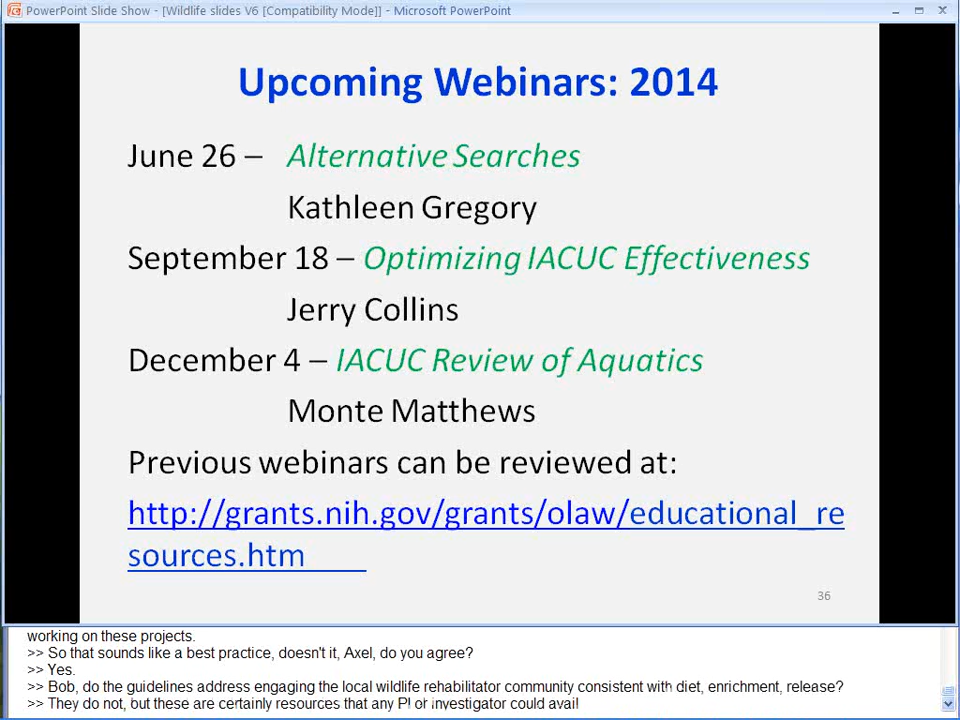 PowerPoint Slide Show - [Wildlife slides V6 [Compatibility Mode]] - Microsoft PowerPoint
Upcoming Webinars: 2014
June 26 – Alternative Searches
Kathleen Gregory
September 18 – Optimizing IACUC Effectiveness
Jerry Collins
December 4 – IACUC Review of Aquatics
Monte Matthews
Previous webinars can be reviewed at:
http://grants.nih.gov/grants/olaw/educational_re
sources.htm
36
working on these projects.
>> So that sounds like a best practice, doesn't it, Axel, do you agree?
>> Yes.
>> Bob, do the guidelines address engaging the local wildlife rehabilitator community consistent with diet, enrichment, release?
>> They do not, but these are certainly resources that any PI or investigator could avail